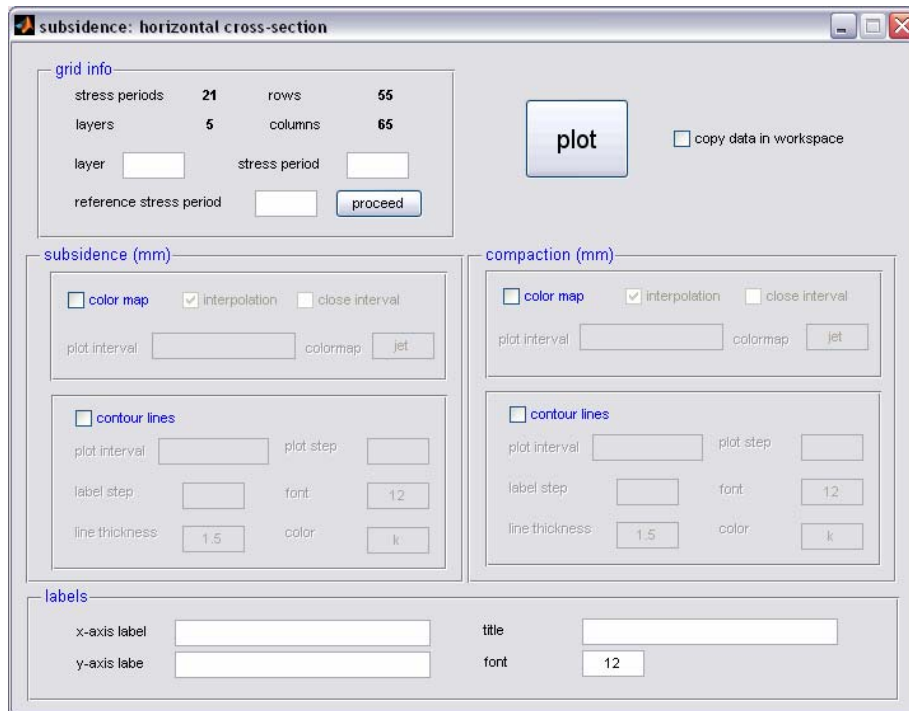 subsidence: horizontal cross-section
grid info
stress periods 21 rows 55
layers 5 columns 65
layer stress period
reference stress period proceed
plot
copy data in workspace
subsidence (mm)
color map interpolation close interval
plot interval colormap jet
contour lines
plot interval plot step
label step font 12
line thickness 1.5 color k
compaction (mm)
color map interpolation close interval
plot interval colormap jet
contour lines
plot interval plot step
label step font 12
line thickness 1.5 color k
labels
x-axis label title
y-axis labe font 12